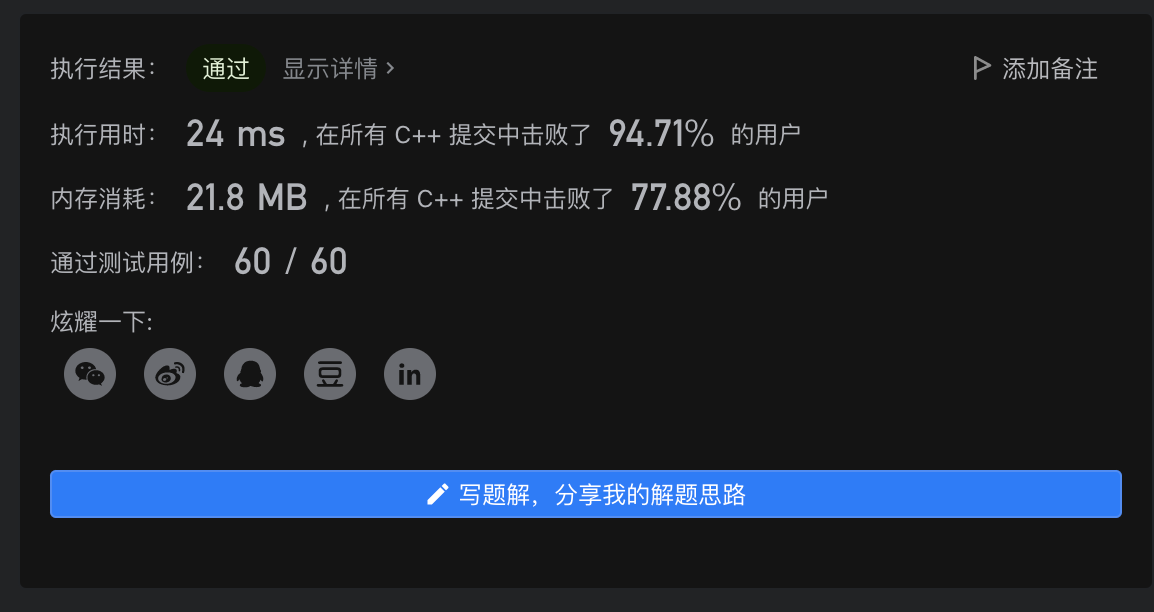 执行结果： 通过 显示详情 > 添加备注
执行用时： 24 ms , 在所有 C++ 提交中击败了 94.71% 的用户
内存消耗： 21.8 MB , 在所有 C++ 提交中击败了 77.88% 的用户
通过测试用例： 60 / 60
炫耀一下:
豆 in
写题解，分享我的解题思路